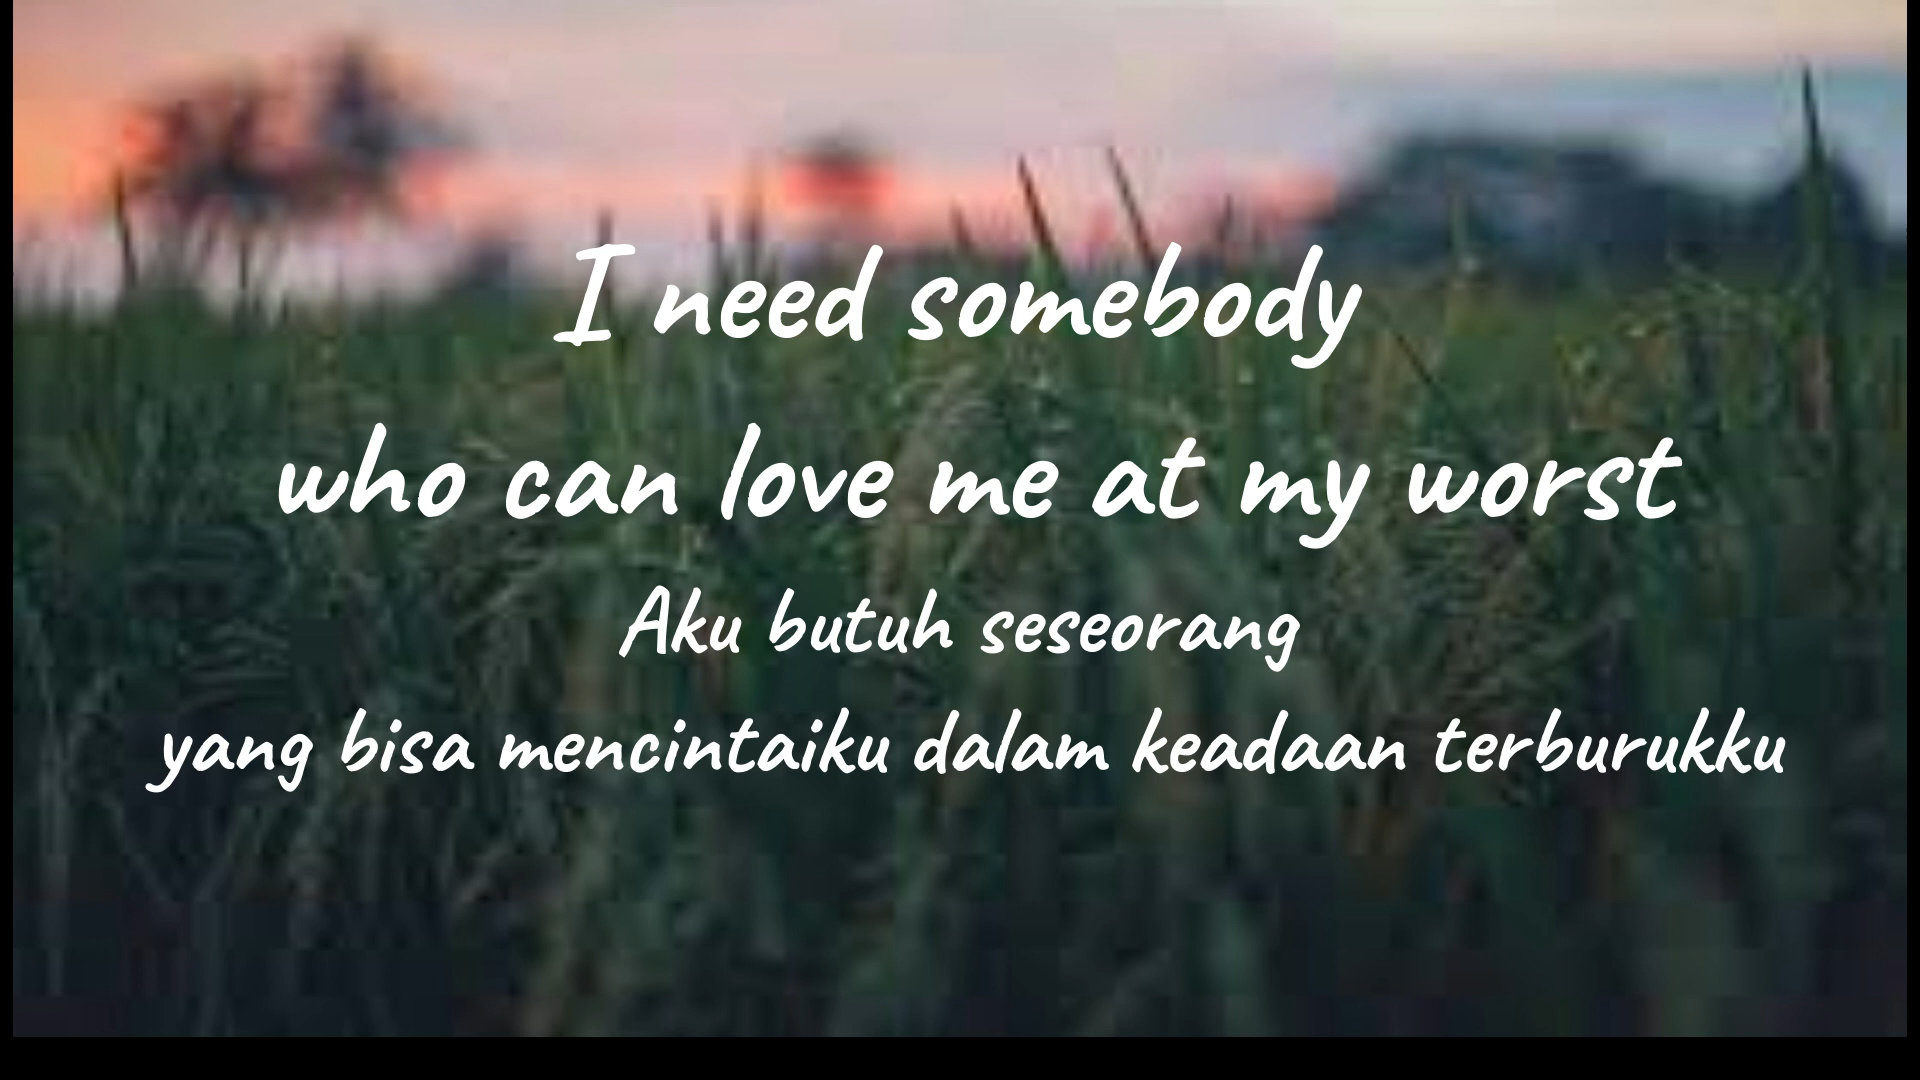 I need somebody
who can love me at my worst
Aku butuh seseorang
yang bisa mencintaiku dalam keadaan terburukku